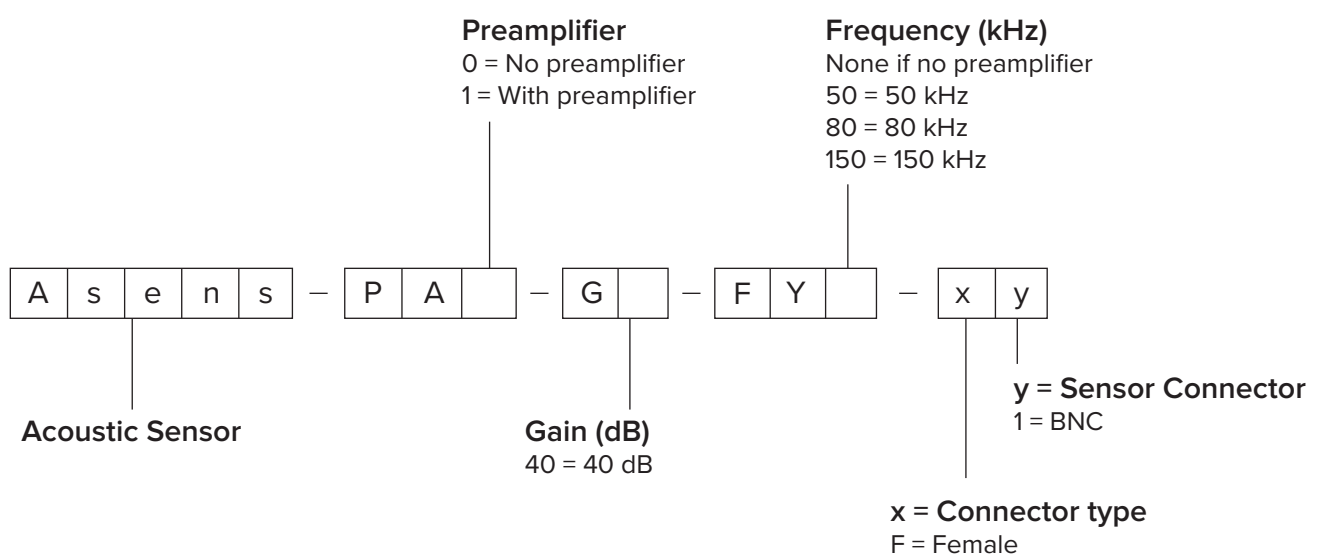 Preamplifier
0 = No preamplifier
1 = With preamplifier
Frequency (kHz)
None if no preamplifier
50 = 50 kHz
80 = 80 kHz
150 = 150 kHz
A s e n s – P A – G – F Y – x y
Acoustic Sensor
Gain (dB)
40 = 40 dB
y = Sensor Connector
1 = BNC
x = Connector type
F = Female